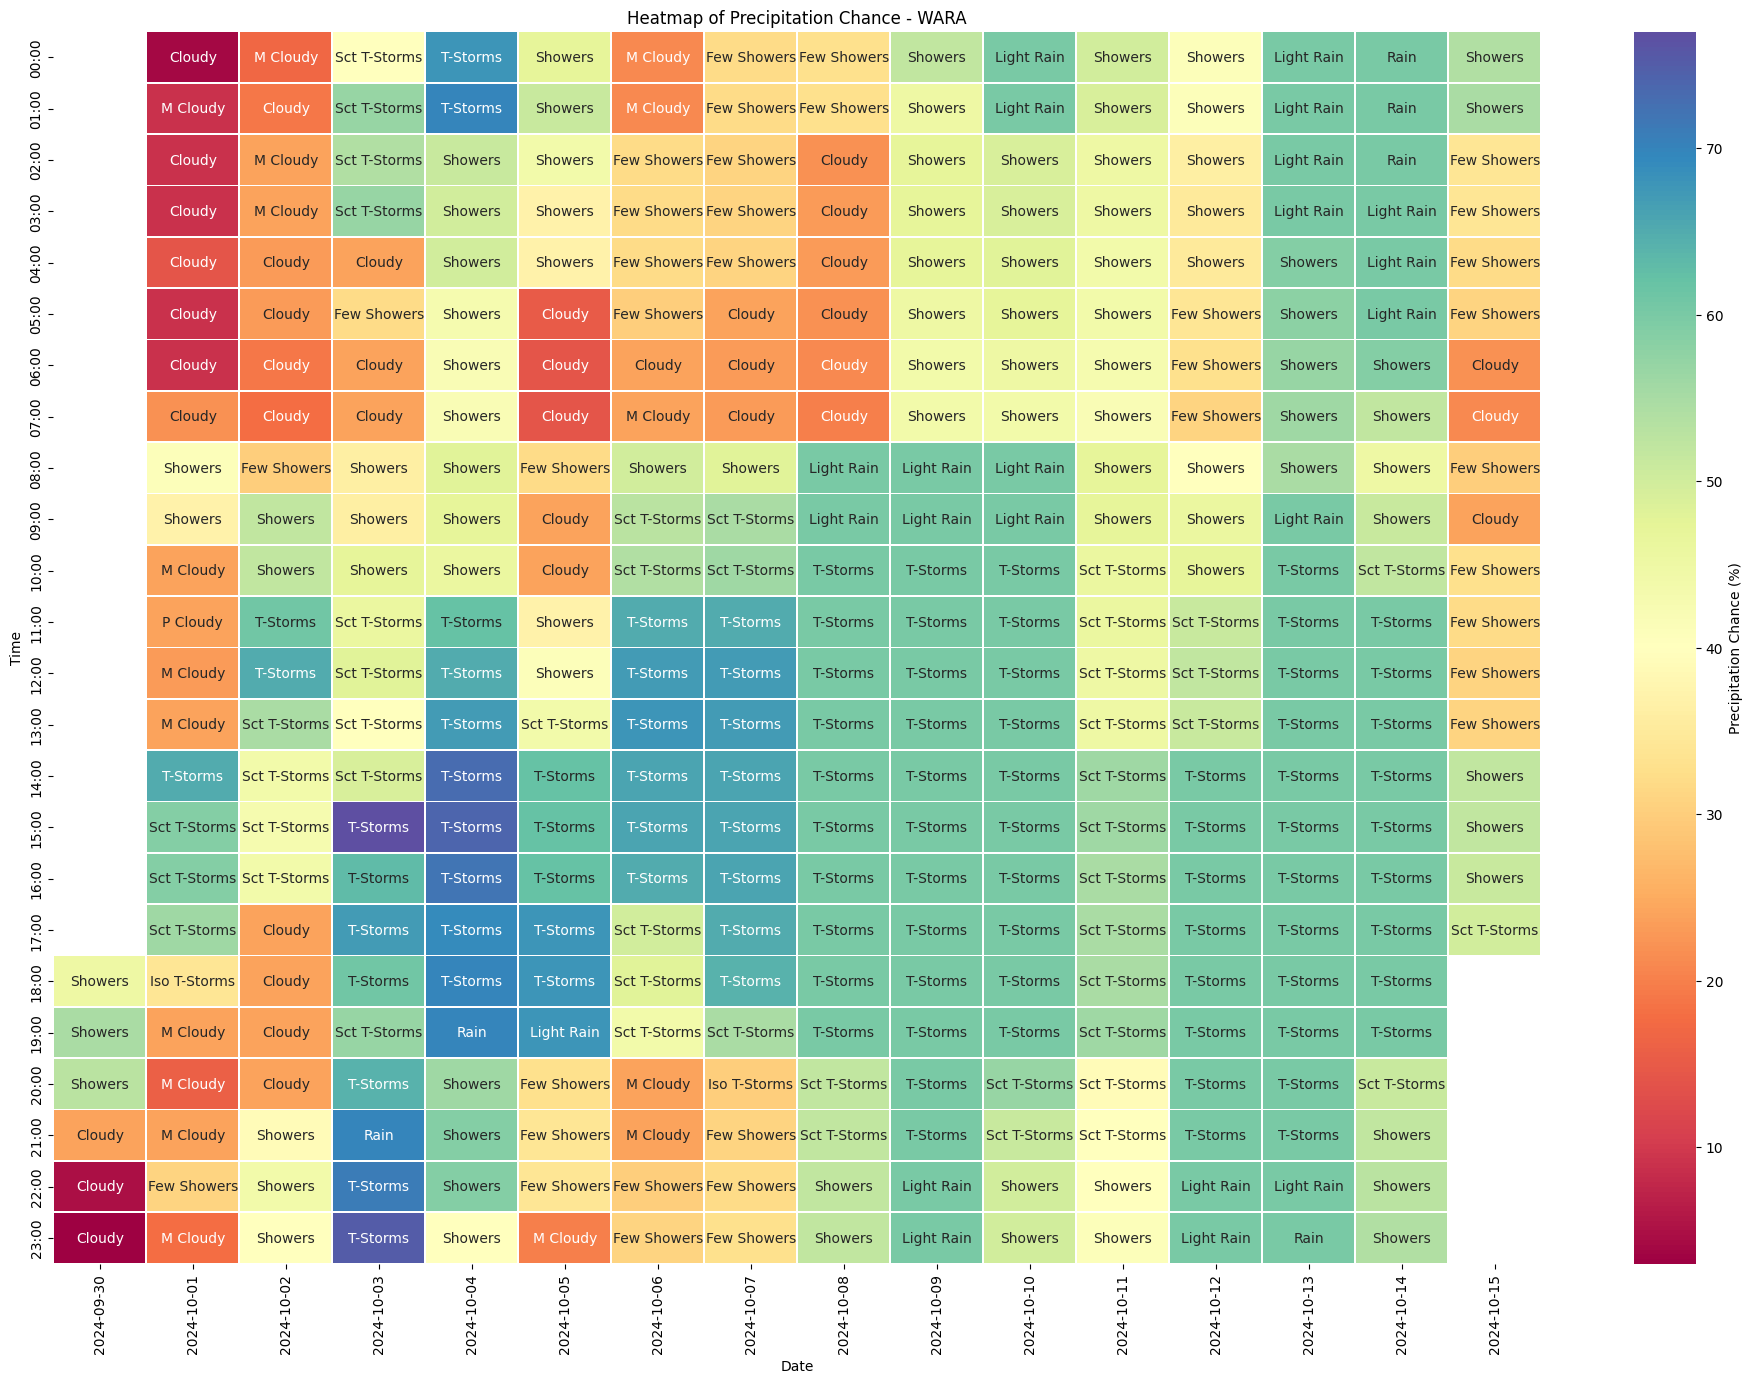 Heatmap of Precipitation Chance - WARA
00:00 Cloudy M Cloudy Sct T-Storms T-Storms Showers M Cloudy Few Showers Few Showers Showers Light Rain Showers Showers Light Rain Rain Showers
01:00 M Cloudy Cloudy Sct T-Storms T-Storms Showers M Cloudy Few Showers Few Showers Showers Light Rain Showers Showers Light Rain Rain Showers
02:00 Cloudy M Cloudy Sct T-Storms Showers Showers Few Showers Few Showers Cloudy Showers Showers Showers Showers Light Rain Rain Few Showers
03:00 Cloudy M Cloudy Sct T-Storms Showers Showers Few Showers Few Showers Cloudy Showers Showers Showers Showers Light Rain Light Rain Few Showers
04:00 Cloudy Cloudy Cloudy Showers Showers Few Showers Few Showers Cloudy Showers Showers Showers Showers Showers Light Rain Few Showers
05:00 Cloudy Cloudy Few Showers Showers Cloudy Few Showers Cloudy Cloudy Showers Showers Showers Few Showers Showers Light Rain Few Showers
06:00 Cloudy Cloudy Cloudy Showers Cloudy Cloudy Cloudy Cloudy Showers Showers Showers Few Showers Showers Showers Cloudy
07:00 Cloudy Cloudy Cloudy Showers Cloudy M Cloudy Cloudy Cloudy Showers Showers Showers Few Showers Showers Showers Cloudy
08:00 Showers Few Showers Showers Showers Few Showers Showers Showers Light Rain Light Rain Light Rain Showers Showers Showers Showers Few Showers
09:00 Showers Showers Showers Showers Cloudy Sct T-Storms Sct T-Storms Light Rain Light Rain Light Rain Showers Showers Light Rain Showers Cloudy
10:00 M Cloudy Showers Showers Showers Cloudy Sct T-Storms Sct T-Storms T-Storms T-Storms T-Storms Sct T-Storms Showers T-Storms Sct T-Storms Few Showers
11:00 P Cloudy T-Storms Sct T-Storms T-Storms Showers T-Storms T-Storms T-Storms T-Storms T-Storms Sct T-Storms Sct T-Storms T-Storms T-Storms Few Showers
12:00 M Cloudy T-Storms Sct T-Storms T-Storms Showers T-Storms T-Storms T-Storms T-Storms T-Storms Sct T-Storms Sct T-Storms T-Storms T-Storms Few Showers
13:00 M Cloudy Sct T-Storms Sct T-Storms T-Storms Sct T-Storms T-Storms T-Storms T-Storms T-Storms T-Storms Sct T-Storms Sct T-Storms T-Storms T-Storms Few Showers
14:00 T-Storms Sct T-Storms Sct T-Storms T-Storms T-Storms T-Storms T-Storms T-Storms T-Storms T-Storms Sct T-Storms T-Storms T-Storms T-Storms Showers
15:00 Sct T-Storms Sct T-Storms T-Storms T-Storms T-Storms T-Storms T-Storms T-Storms T-Storms T-Storms Sct T-Storms T-Storms T-Storms T-Storms Showers
16:00 Sct T-Storms Sct T-Storms T-Storms T-Storms T-Storms T-Storms T-Storms T-Storms T-Storms T-Storms Sct T-Storms T-Storms T-Storms T-Storms Showers
17:00 Sct T-Storms Cloudy T-Storms T-Storms T-Storms Sct T-Storms T-Storms T-Storms T-Storms T-Storms Sct T-Storms T-Storms T-Storms T-Storms Sct T-Storms
18:00 Showers Iso T-Storms Cloudy T-Storms T-Storms T-Storms Sct T-Storms T-Storms T-Storms T-Storms T-Storms Sct T-Storms T-Storms T-Storms T-Storms
19:00 Showers M Cloudy Cloudy Sct T-Storms Rain Light Rain Sct T-Storms Sct T-Storms T-Storms T-Storms T-Storms Sct T-Storms T-Storms T-Storms T-Storms
20:00 Showers M Cloudy Cloudy T-Storms Showers Few Showers M Cloudy Iso T-Storms Sct T-Storms T-Storms Sct T-Storms Sct T-Storms T-Storms T-Storms Sct T-Storms
21:00 Cloudy M Cloudy Showers Rain Showers Few Showers M Cloudy Few Showers Sct T-Storms T-Storms Sct T-Storms Sct T-Storms T-Storms T-Storms Showers
22:00 Cloudy Few Showers Showers T-Storms Showers Few Showers Few Showers Few Showers Showers Light Rain Showers Showers Light Rain Light Rain Showers
23:00 Cloudy M Cloudy Showers T-Storms Showers M Cloudy Few Showers Few Showers Showers Light Rain Showers Showers Light Rain Rain Showers
Time
2024-09-30 2024-10-01 2024-10-02 2024-10-03 2024-10-04 2024-10-05 2024-10-06 2024-10-07 2024-10-08 2024-10-09 2024-10-10 2024-10-11 2024-10-12 2024-10-13 2024-10-14 2024-10-15
Date
70
60
50
40
30
20
10
Precipitation Chance (%)